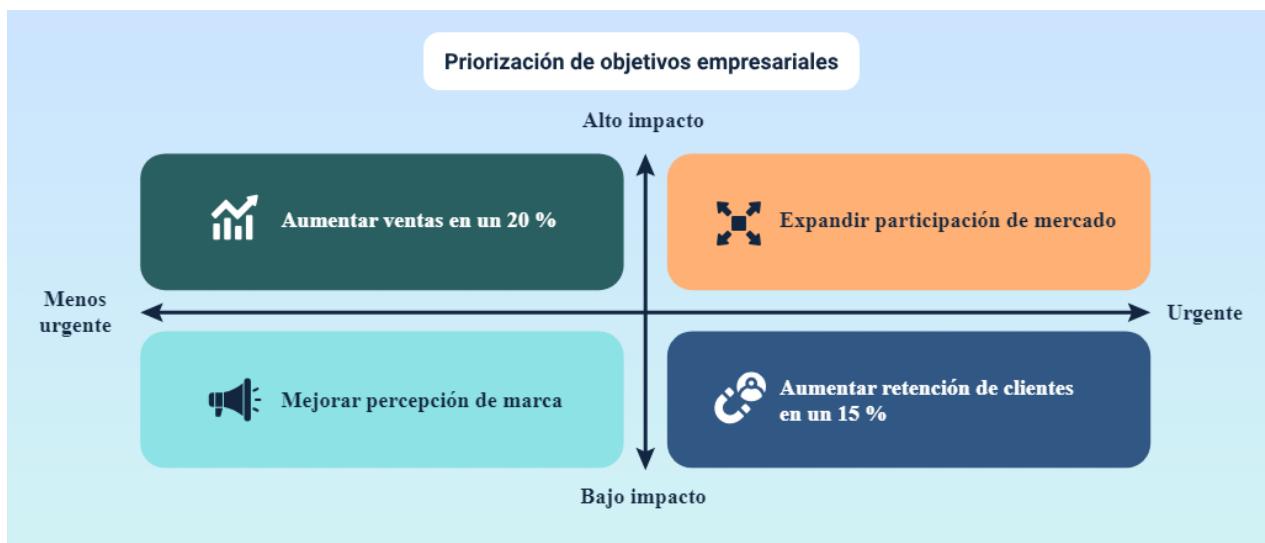 Priorización de objetivos empresariales
Alto impacto
Aumentar ventas en un 20 %
Expandir participación de mercado
Menos
urgente
Urgente
Mejorar percepción de marca
Aumentar retención de clientes
en un 15 %
Bajo impacto